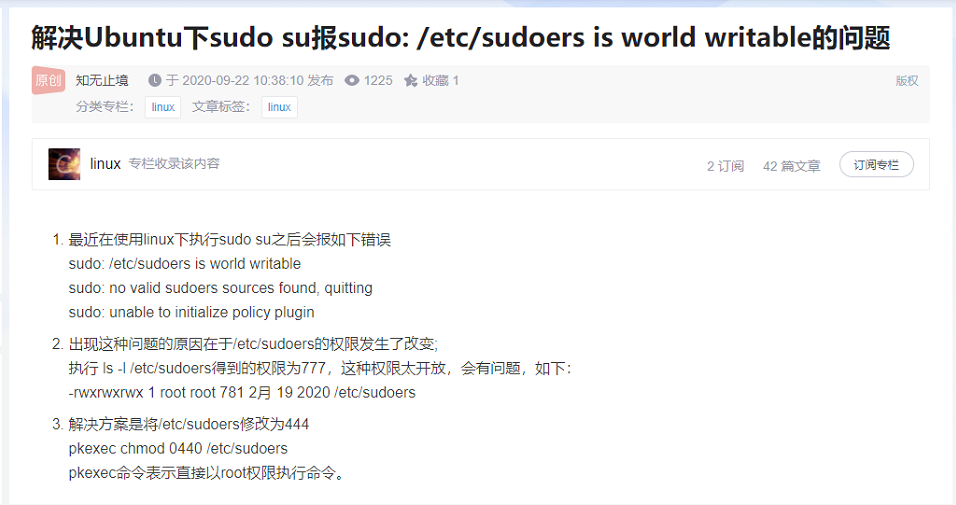 解决Ubuntu下sudo su报sudo: /etc/sudoers is world writable的问题
原创 知无止境 于 2020-09-22 10:38:10 发布 1225 收藏 1 版权
分类专栏： linux 文章标签： linux
linux 专栏收录该内容 2 订阅 42 篇文章 订阅专栏
1. 最近在使用linux下执行sudo su之后会报如下错误
sudo: /etc/sudoers is world writable
sudo: no valid sudoers sources found, quitting
sudo: unable to initialize policy plugin
2. 出现这种问题的原因在于/etc/sudoers的权限发生了改变;
执行 ls -l /etc/sudoers得到的权限为777，这种权限太开放，会有问题，如下：
-rwxrwxrwx 1 root root 781 2月 19 2020 /etc/sudoers
3. 解决方案是将/etc/sudoers修改为444
pkexec chmod 0440 /etc/sudoers
pkexec命令表示直接以root权限执行命令。